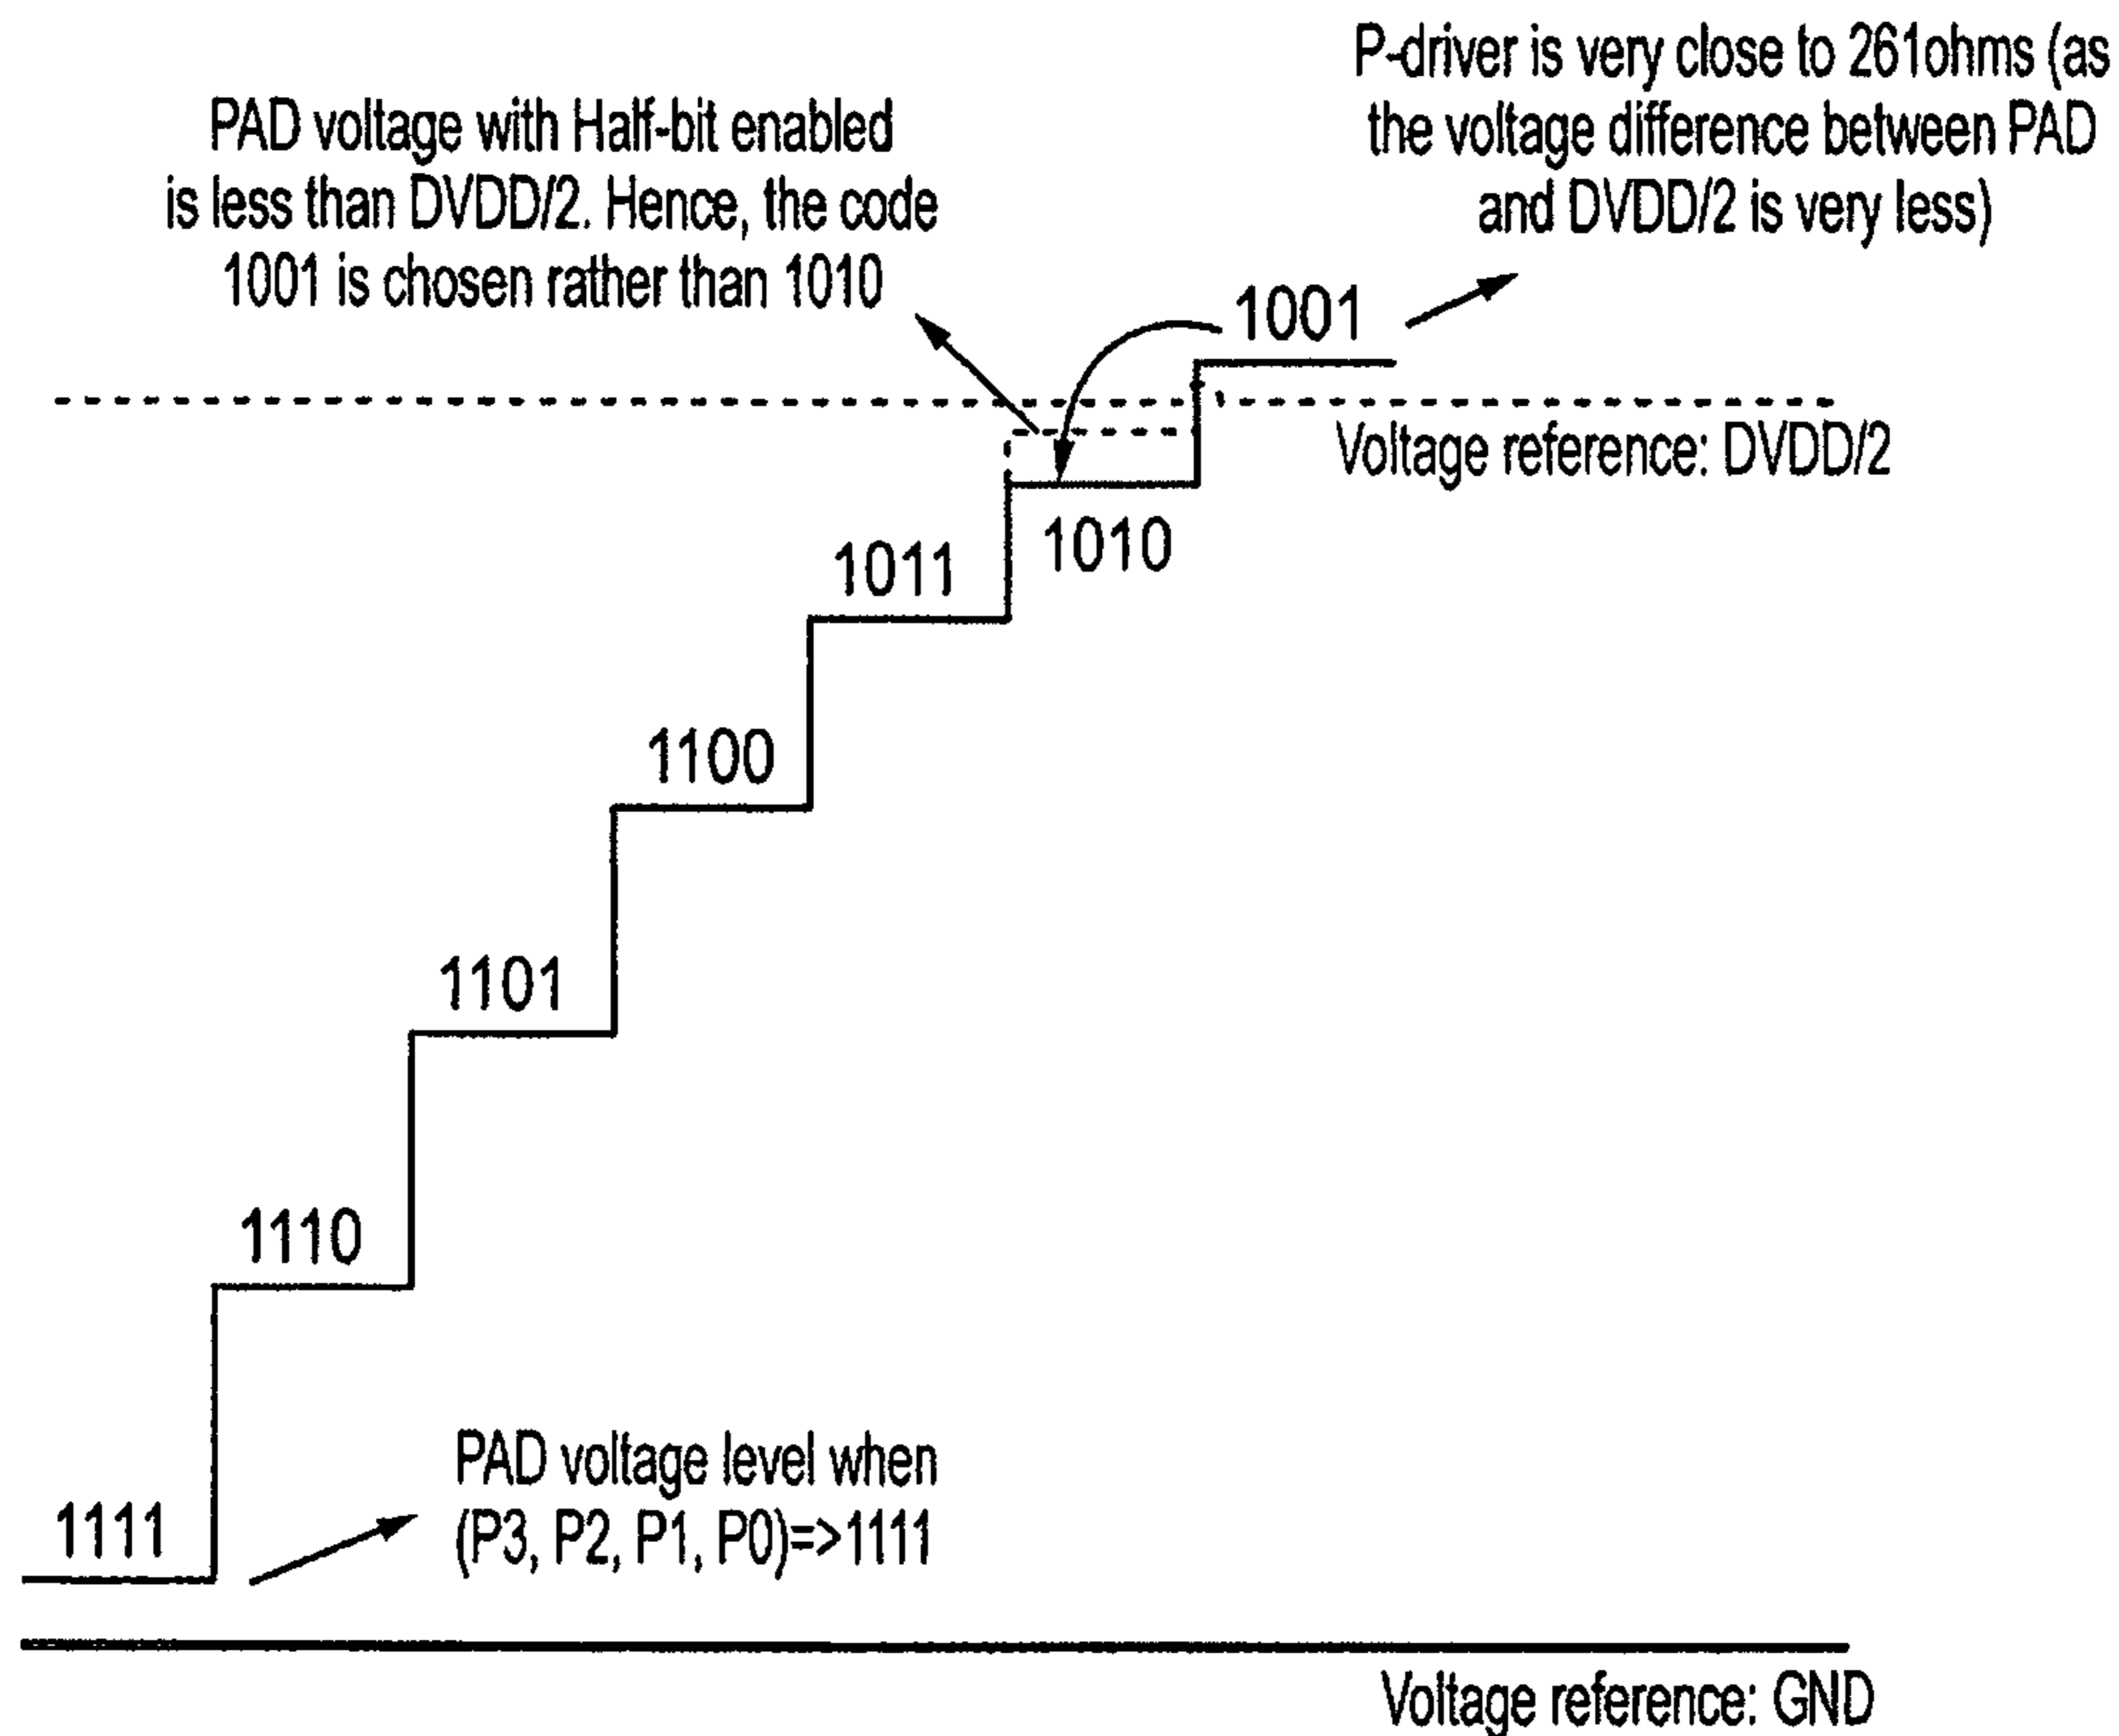 P-driver is very close to 261ohms (as
the voltage difference between PAD
and DVDD/2 is very less)
PAD voltage with Half-bit enabled
is less than DVDD/2. Hence, the code
1001 is chosen rather than 1010
1001
Voltage reference: DVDD/2
1010
1011
1100
1101
1110
PAD voltage level when
(P3, P2, P1, P0)=>1111
1111
Voltage reference: GND